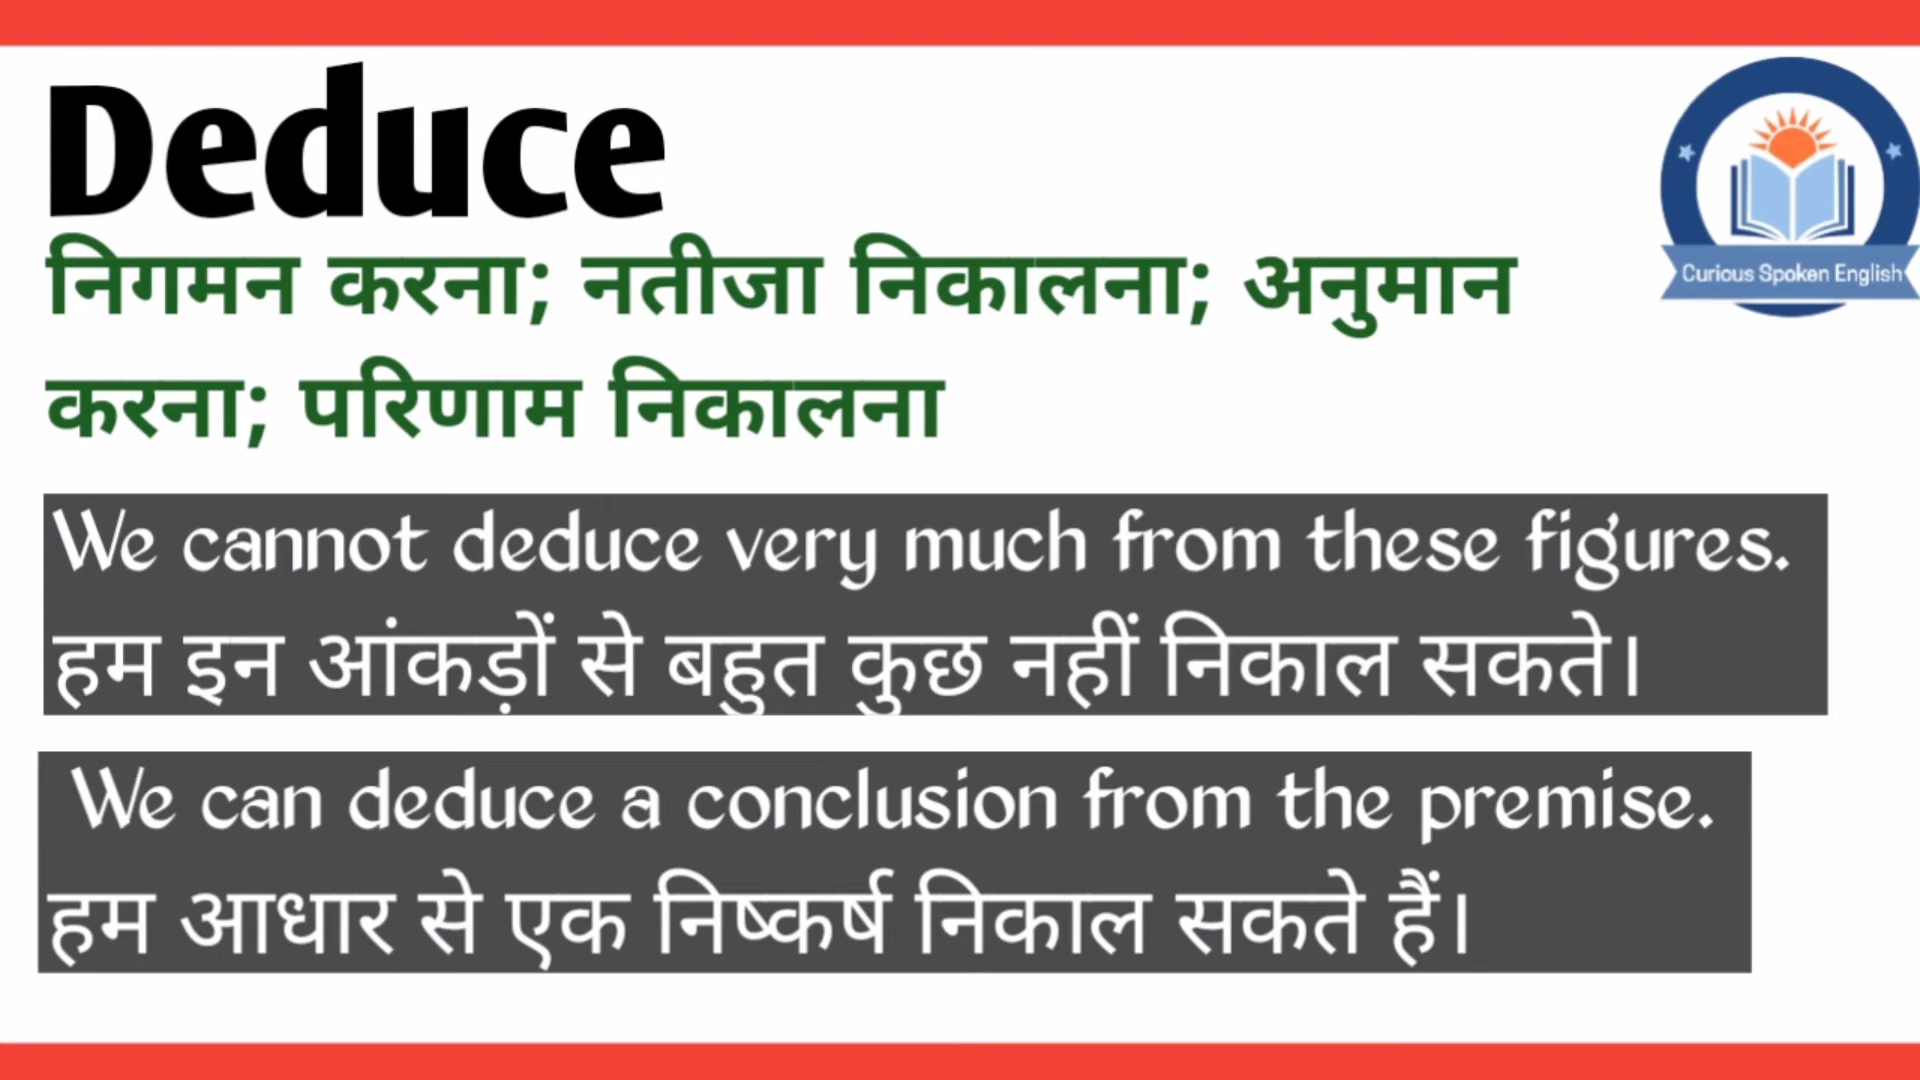 Deduce
Curious Spoken English
निगमन करना; नतीजा निकालना; अनुमान
करना; परिणाम निकालना
We cannot deduce very much from these figures.
हम इन आंकड़ों से बहुत कुछ नहीं निकाल सकते।
We can deduce a conclusion from the premise.
हम आधार से एक निष्कर्ष निकाल सकते हैं।